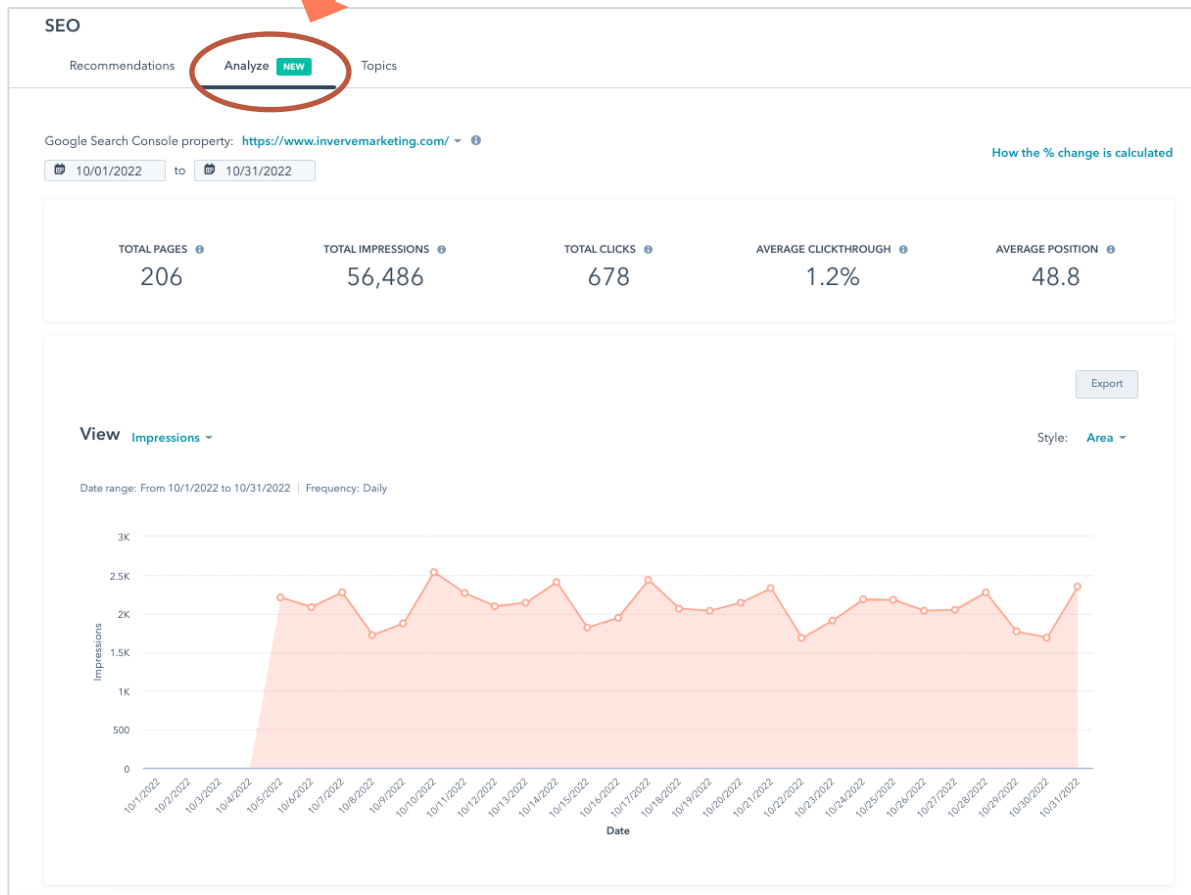 SEO
Recommendations Analyze NEW Topics
Google Search Console property: https://www.invervemarketing.com/
How the % change is calculated
10/01/2022 to 10/31/2022
TOTAL PAGES TOTAL IMPRESSIONS TOTAL CLICKS AVERAGE CLICKTHROUGH AVERAGE POSITION
206 56,486 678 1.2% 48.8
Export
View Impressions Style: Area
Date range: From 10/1/2022 to 10/31/2022 | Frequency: Daily
3K
2.5K
2K
1.5K
1K
500
0
Impressions
10/1/2022 10/2/2022 10/3/2022 10/4/2022 10/5/2022 10/6/2022 10/7/2022 10/8/2022 10/9/2022 10/10/2022 10/11/2022 10/12/2022 10/13/2022 10/14/2022 10/15/2022 10/16/2022 10/17/2022 10/18/2022 10/19/2022 10/20/2022 10/21/2022 10/22/2022 10/23/2022 10/24/2022 10/25/2022 10/26/2022 10/27/2022 10/28/2022 10/29/2022 10/30/2022 10/31/2022
Date